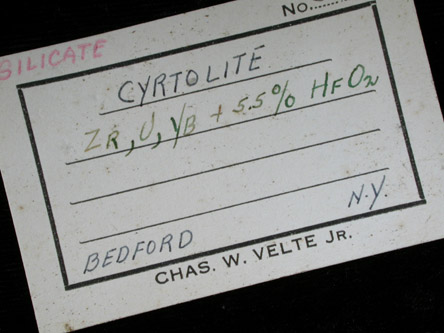 No.
SILICATE
CYRTOLITE
ZR, U, YB + 5.5% HFO2
BEDFORD N.Y.
CHAS. W. VELTE JR.